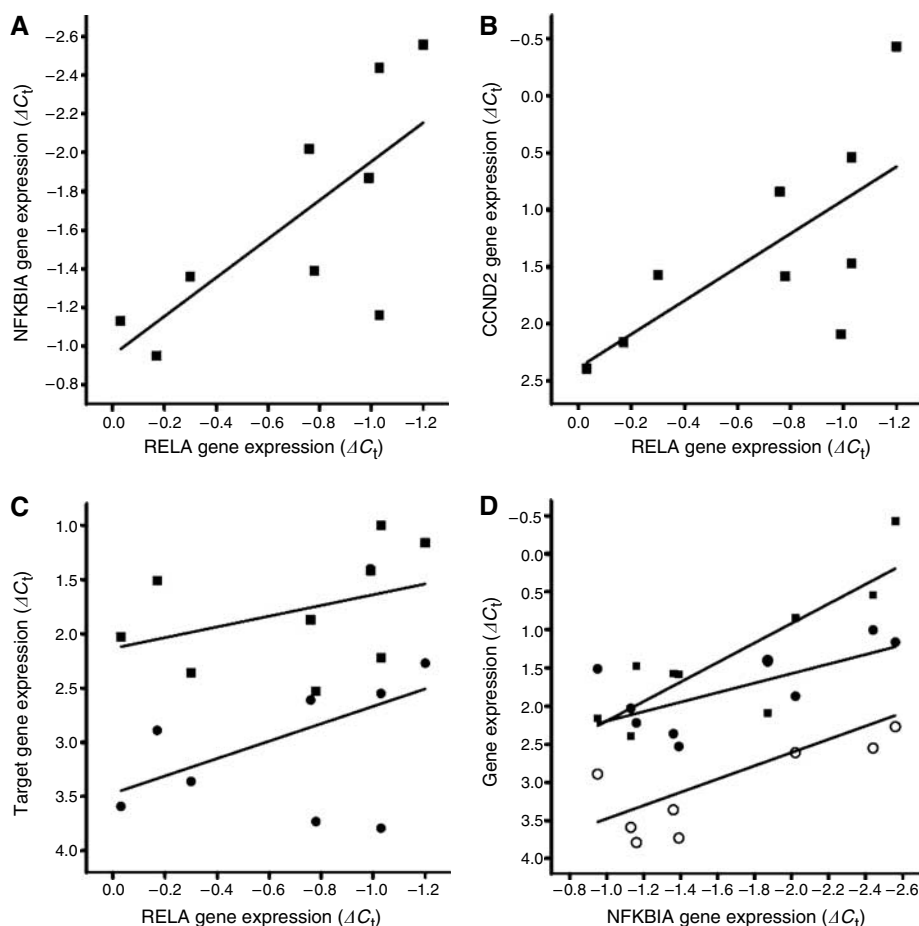 A
NFKBIA gene expression (ΔCt)
−2.6
−2.4
−2.2
−2.0
−1.8
−1.6
−1.4
−1.2
−1.0
−0.8
0.0 −0.2 −0.4 −0.6 −0.8 −1.0 −1.2
RELA gene expression (ΔCt)
B
CCND2 gene expression (ΔCt)
−0.5
0.0
0.5
1.0
1.5
2.0
2.5
0.0 −0.2 −0.4 −0.6 −0.8 −1.0 −1.2
RELA gene expression (ΔCt)
C
Target gene expression (ΔCt)
1.0
1.5
2.0
2.5
3.0
3.5
4.0
0.0 −0.2 −0.4 −0.6 −0.8 −1.0 −1.2
RELA gene expression (ΔCt)
D
Gene expression (ΔCt)
−0.5
0.0
0.5
1.0
1.5
2.0
2.5
3.0
3.5
4.0
−0.8 −1.0 −1.2 −1.4 −1.6 −1.8 −2.0 −2.2 −2.4 −2.6
NFKBIA gene expression (ΔCt)